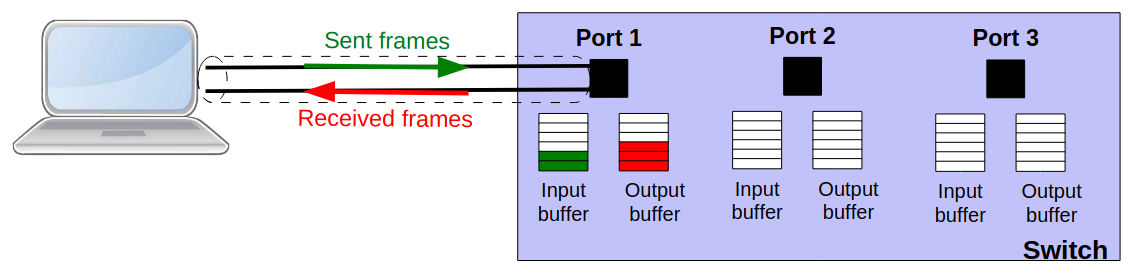 Sent frames
Received frames
Port 1
Port 2
Port 3
Input
buffer
Output
buffer
Input
buffer
Output
buffer
Input
buffer
Output
buffer
Switch